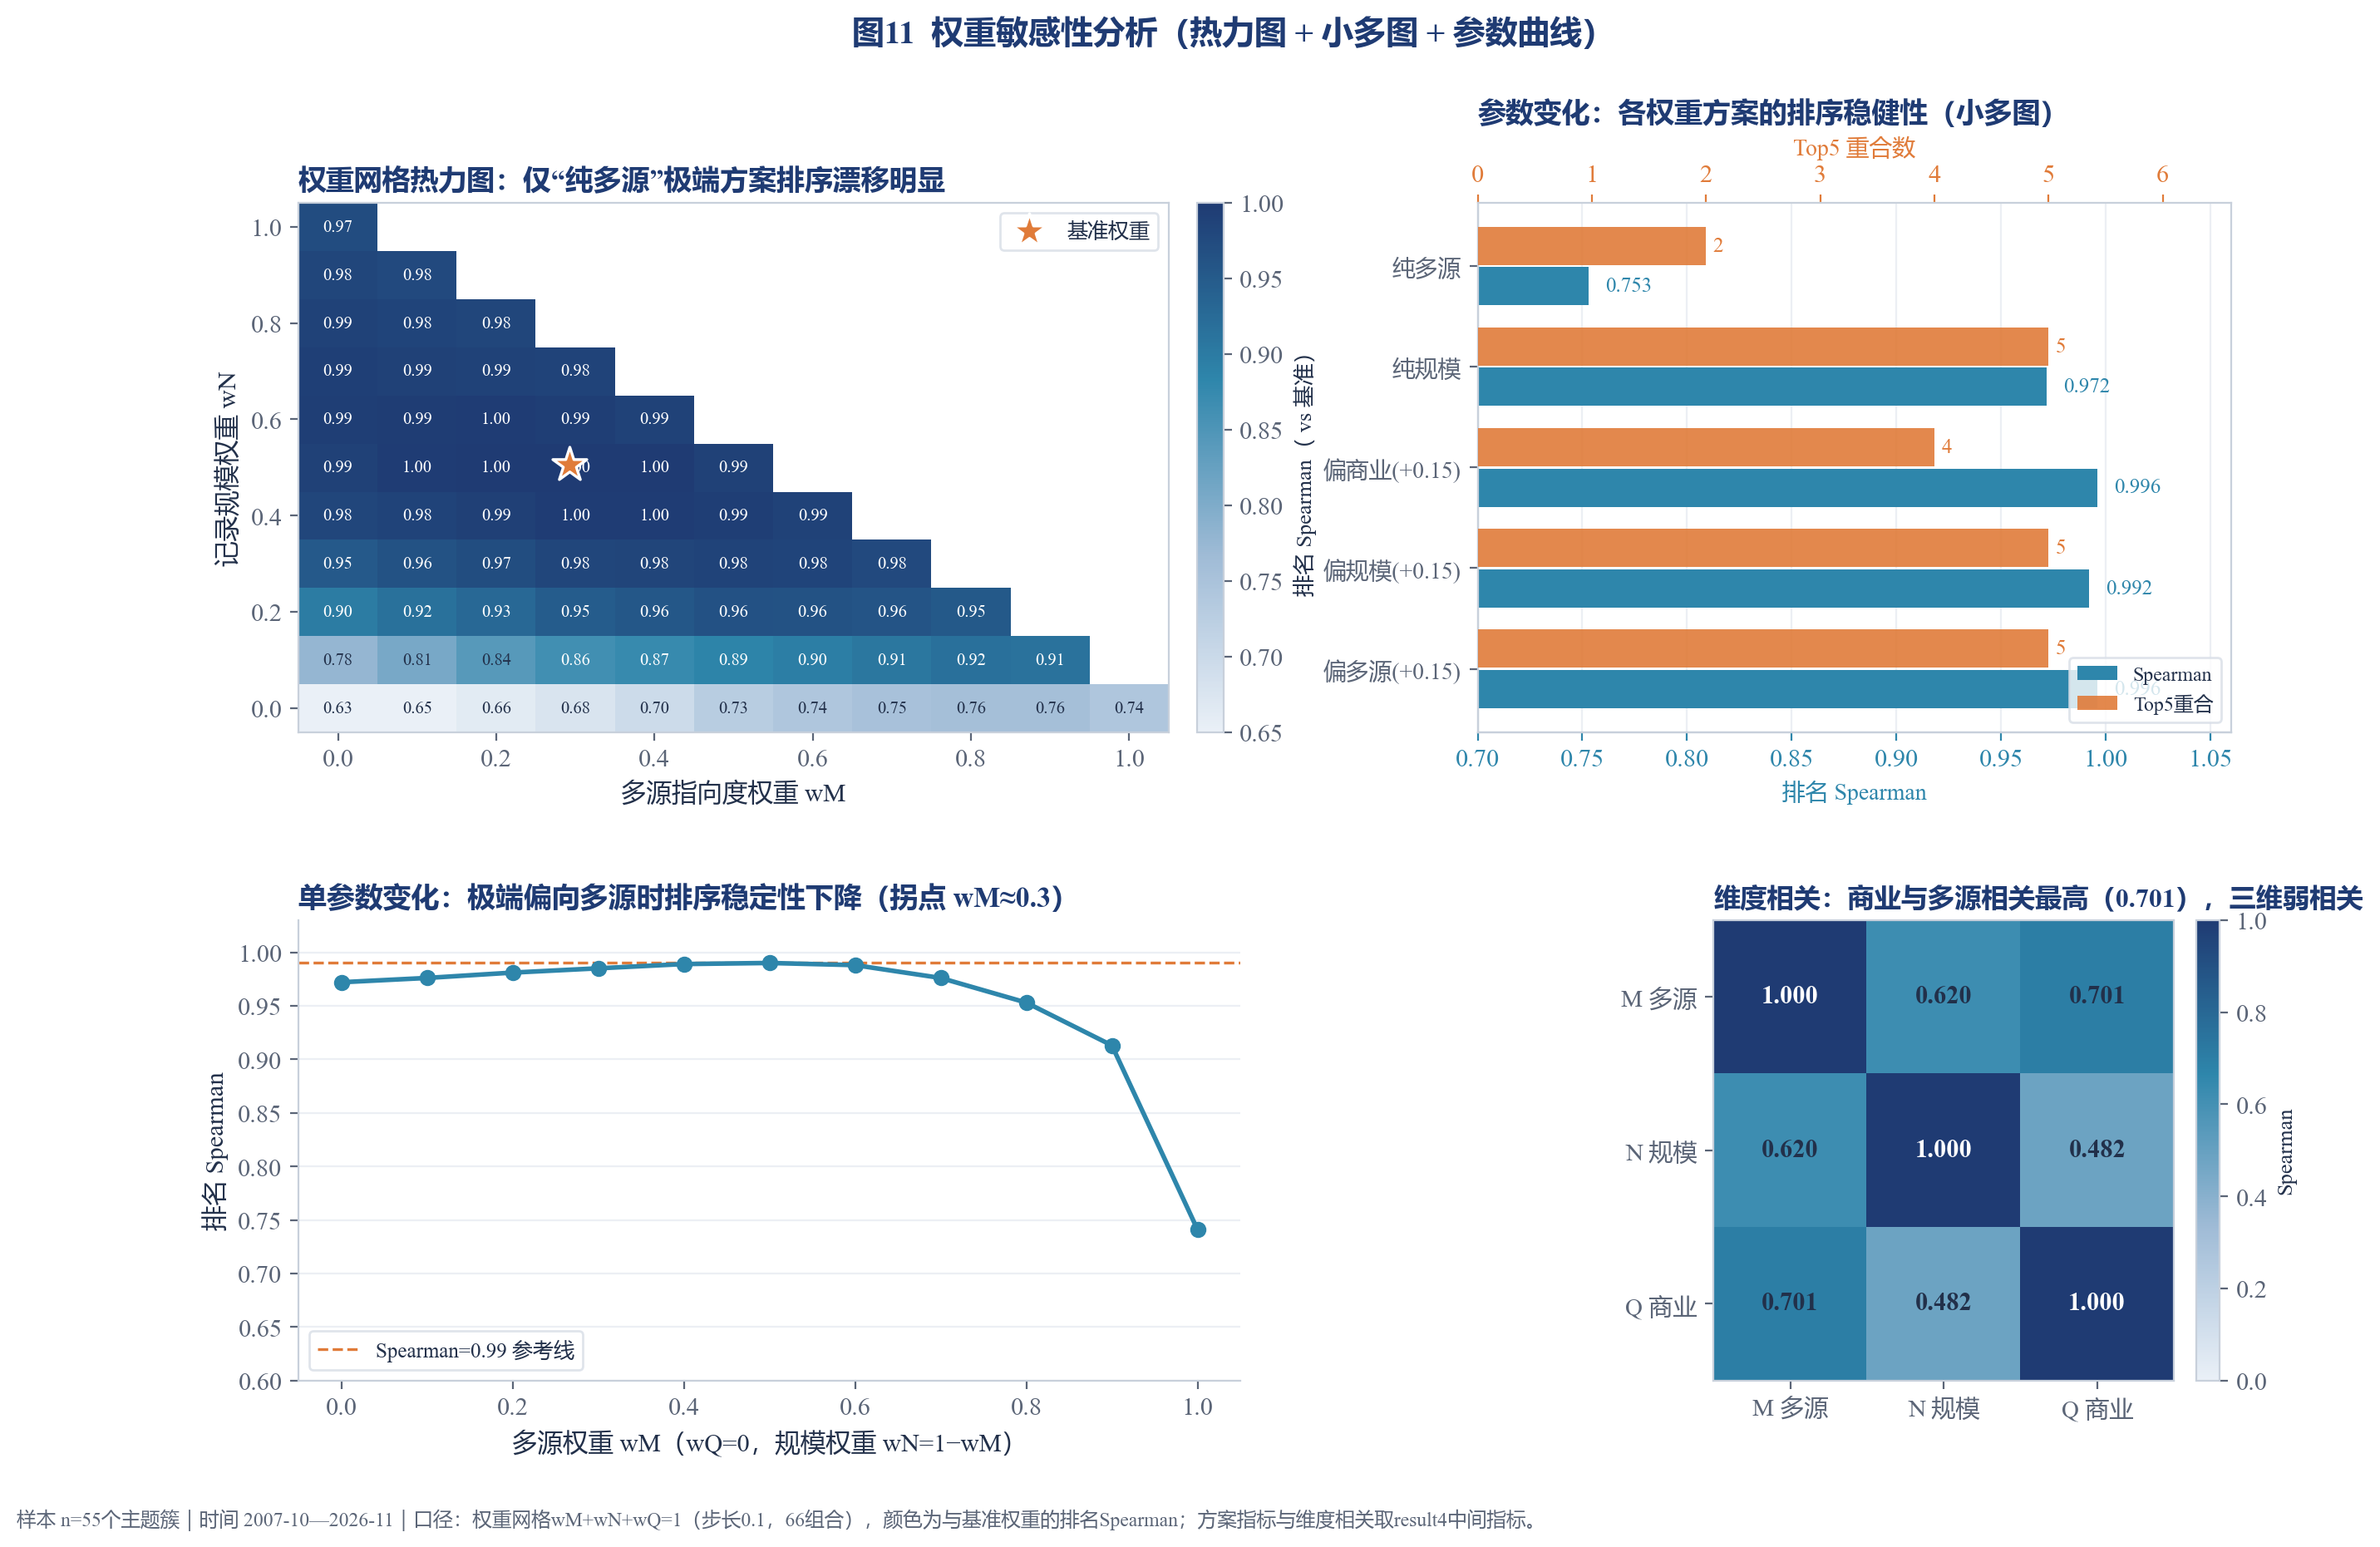 图11 权重敏感性分析（热力图 + 小多图 + 参数曲线）
权重网格热力图：仅“纯多源”极端方案排序漂移明显
基准权重
记录规模权重 wN
1.0
0.8
0.6
0.4
0.2
0.0
0.97
0.98 0.98
0.99 0.98 0.98
0.99 0.99 0.99 0.98
0.99 0.99 1.00 0.99 0.99
0.99 1.00 1.00 1.00 0.99
0.98 0.98 0.99 1.00 1.00 0.99 0.99
0.95 0.96 0.97 0.98 0.98 0.98 0.98 0.98
0.90 0.92 0.93 0.95 0.96 0.96 0.96 0.96 0.95
0.78 0.81 0.84 0.86 0.87 0.89 0.90 0.91 0.92 0.91
0.63 0.65 0.66 0.68 0.70 0.73 0.74 0.75 0.76 0.76 0.74
0.0 0.2 0.4 0.6 0.8 1.0
多源指向度权重 wM
1.00
0.95
0.90
0.85
0.80
0.75
0.70
0.65
排名 Spearman（ vs 基准）
参数变化：各权重方案的排序稳健性（小多图）
Top5 重合数
0 1 2 3 4 5 6
纯多源
2
0.753
纯规模
5
0.972
偏商业(+0.15)
4
0.996
偏规模(+0.15)
5
0.992
偏多源(+0.15)
5
0.996
Spearman
Top5重合
0.70 0.75 0.80 0.85 0.90 0.95 1.00 1.05
排名 Spearman
单参数变化：极端偏向多源时排序稳定性下降（拐点 wM≈0.3）
排名 Spearman
1.00
0.95
0.90
0.85
0.80
0.75
0.70
0.65
0.60
Spearman=0.99 参考线
0.0 0.2 0.4 0.6 0.8 1.0
多源权重 wM（wQ=0，规模权重 wN=1−wM）
维度相关：商业与多源相关最高（0.701），三维弱相关
M 多源
N 规模
Q 商业
1.000 0.620 0.701
0.620 1.000 0.482
0.701 0.482 1.000
M 多源 N 规模 Q 商业
1.0
0.8
0.6
0.4
0.2
0.0
Spearman
样本 n=55个主题簇｜时间 2007-10—2026-11｜口径：权重网格wM+wN+wQ=1（步长0.1，66组合），颜色为与基准权重的排名Spearman；方案指标与维度相关取result4中间指标。